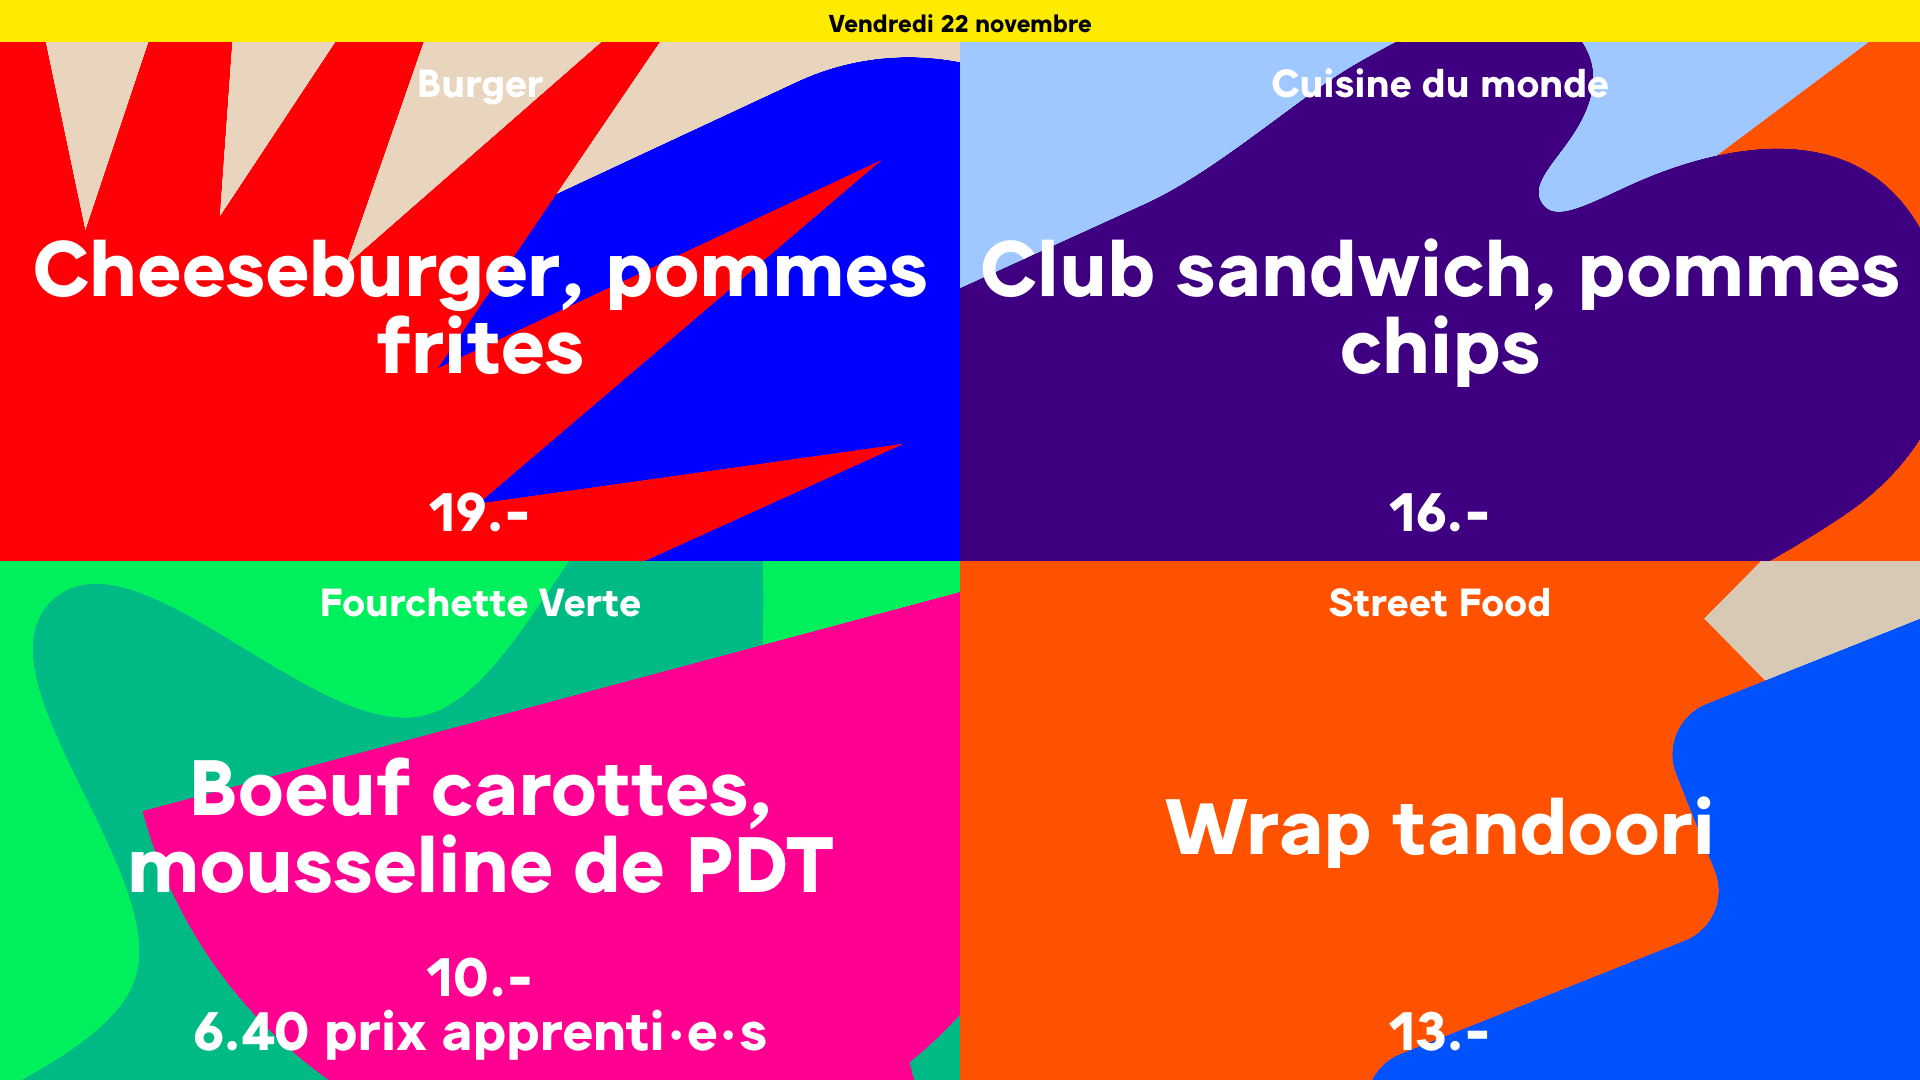 Vendredi 22 novembre
Burger
Cheeseburger, pommes
frites
19.-
Cuisine du monde
Club sandwich, pommes
chips
16.-
Fourchette Verte
Boeuf carottes,
mousseline de PDT
10.-
6.40 prix apprenti·e·s
Street Food
Wrap tandoori
13.-